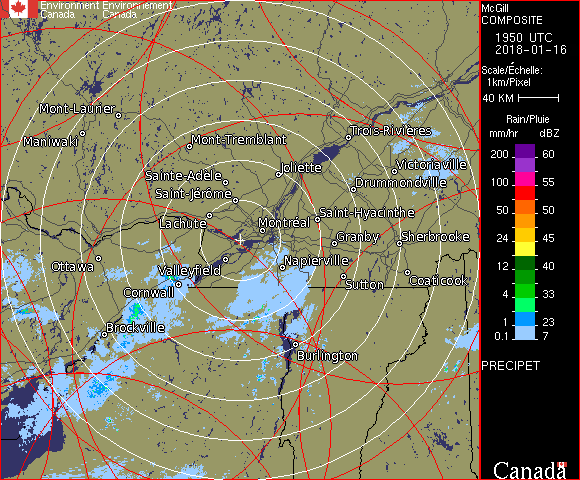 Environment Environnement
Canada Canada
McGill
COMPOSITE
1950 UTC
2018-01-16
Scale/Échelle:
1km/Pixel
40 KM
Rain/Pluie
mm/hr dBZ
200 60
100 55
50 50
24 45
12 40
4 33
1 23
0.1 7
PRECIPET
Canada
Mont-Laurier
Maniwaki
Mont-Tremblant
Trois-Rivières
Sainte-Adèle
Joliette
Victoriaville
Saint-Jérôme
Drummondville
Lachute
Saint-Hyacinthe
Montréal
Granby
Sherbrooke
Ottawa
Valleyfield
Napierville
Cornwall
Sutton
Coaticook
Brockville
Burlington